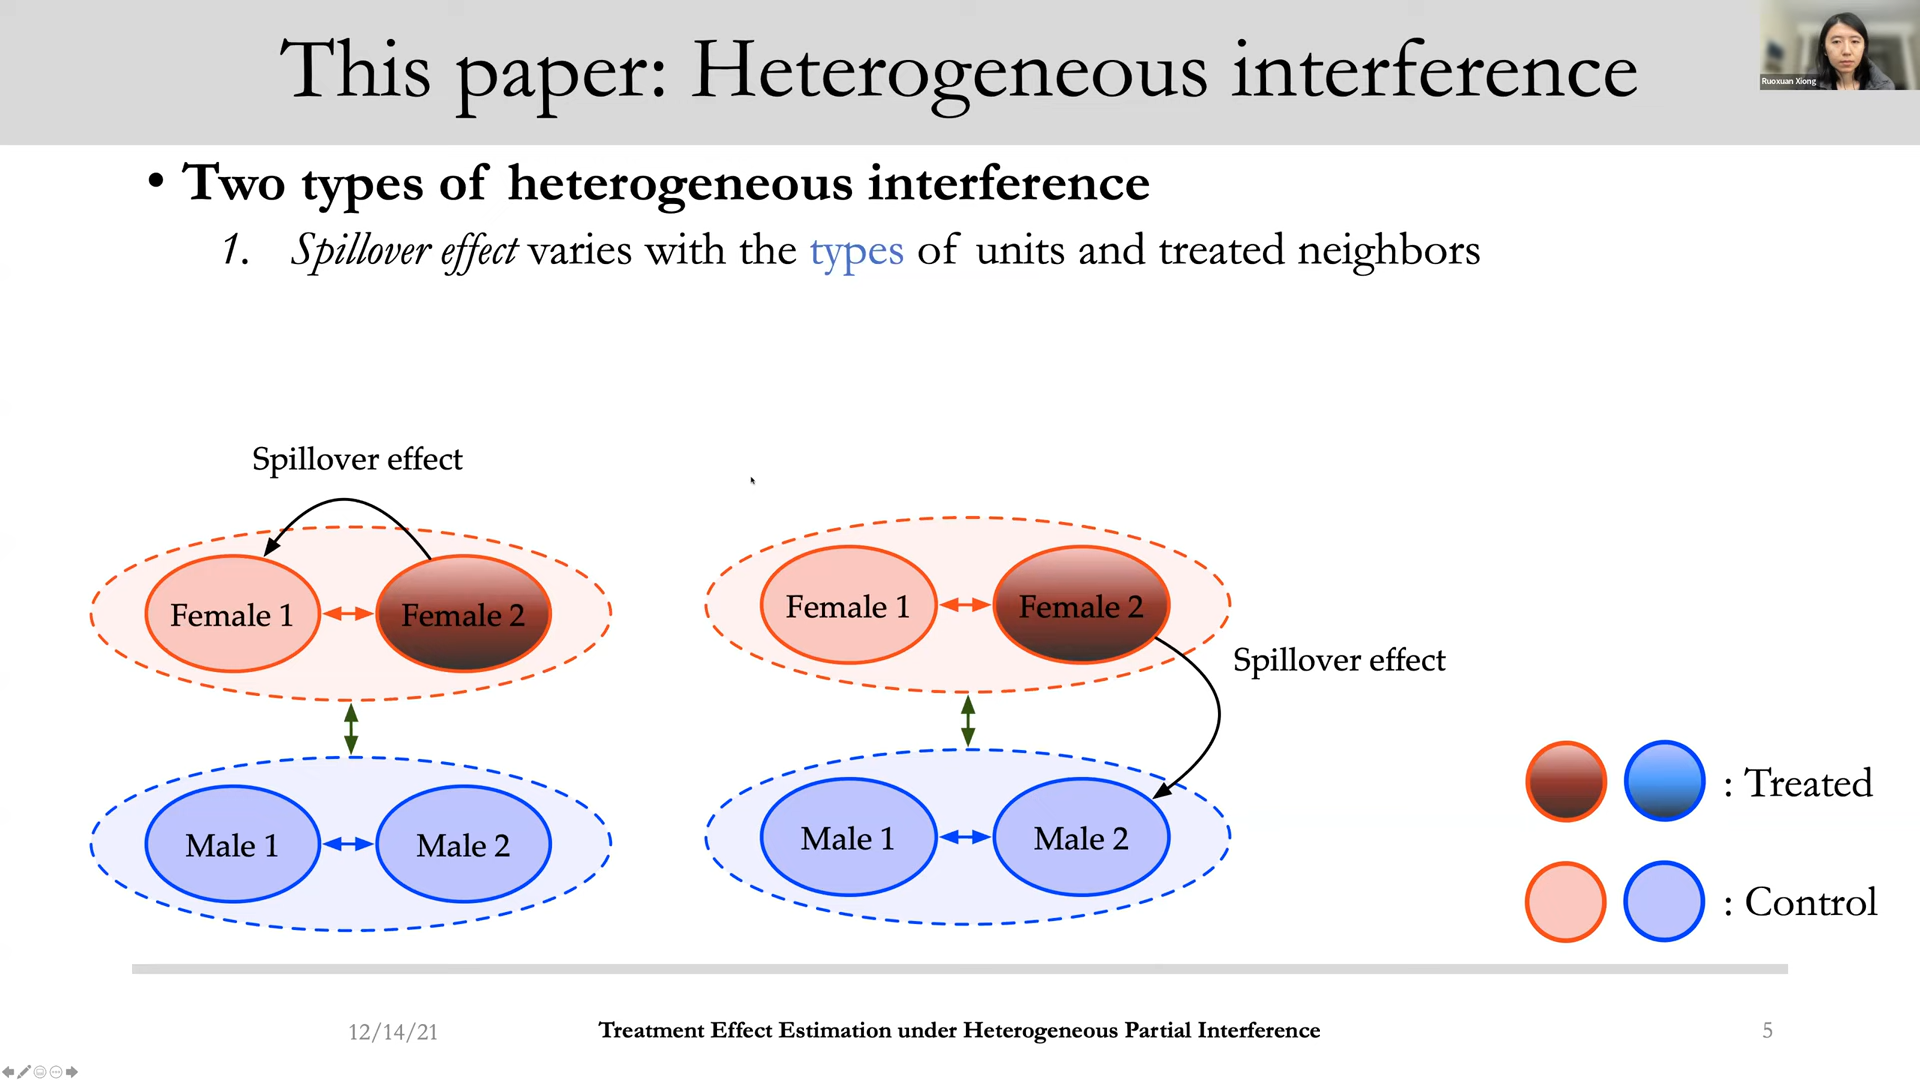 This paper: Heterogeneous interference
Ruoxuan Xiong
• Two types of heterogeneous interference
1. Spillover effect varies with the types of units and treated neighbors
Spillover effect
Female 1
Female 2
Male 1
Male 2
Female 1
Female 2
Spillover effect
Male 1
Male 2
: Treated
: Control
12/14/21
Treatment Effect Estimation under Heterogeneous Partial Interference
5